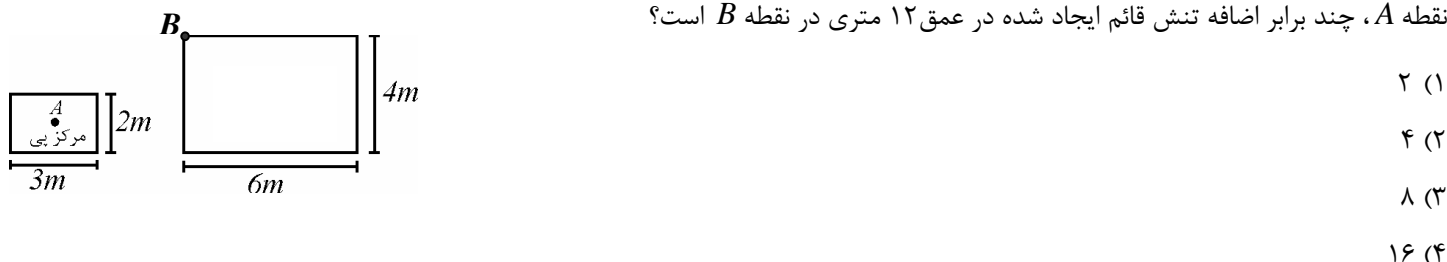 نقطه A، چند برابر اضافه تنش قائم ایجاد شده در عمق ۱۲ متری در نقطه B است؟
۱) ۲
۲) ۴
۳) ۸
۴) ۱۶
B
4m
6m
A
مرکز پی
2m
3m